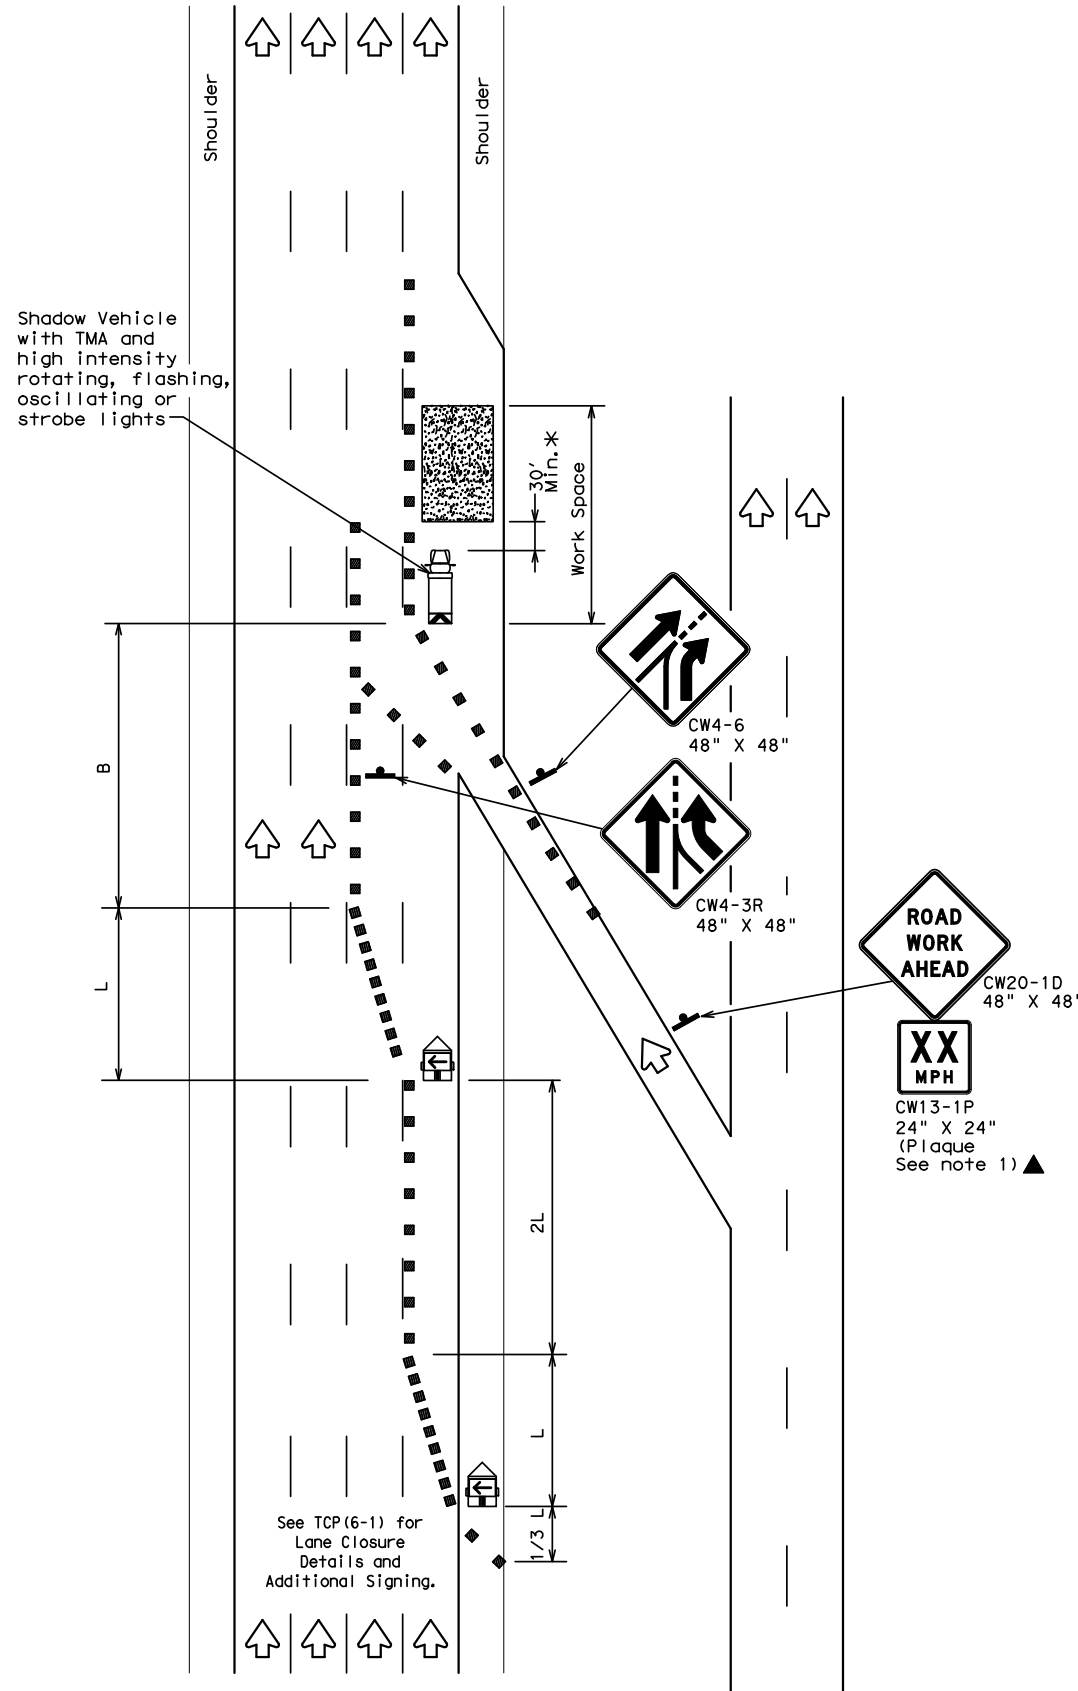 Shoulder
Shoulder
Shadow Vehicle
with TMA and
high intensity
rotating, flashing,
oscillating or
strobe lights
30'
Min.*
Work Space
CW4-6
48" X 48"
B
CW4-3R
48" X 48"
ROAD
WORK
AHEAD
CW20-1D
48" X 48"
L
XX
MPH
CW13-1P
24" X 24"
(Plaque
See note 1)▲
2L
L
1/3 L
See TCP(6-1) for
Lane Closure
Details and
Additional Signing.